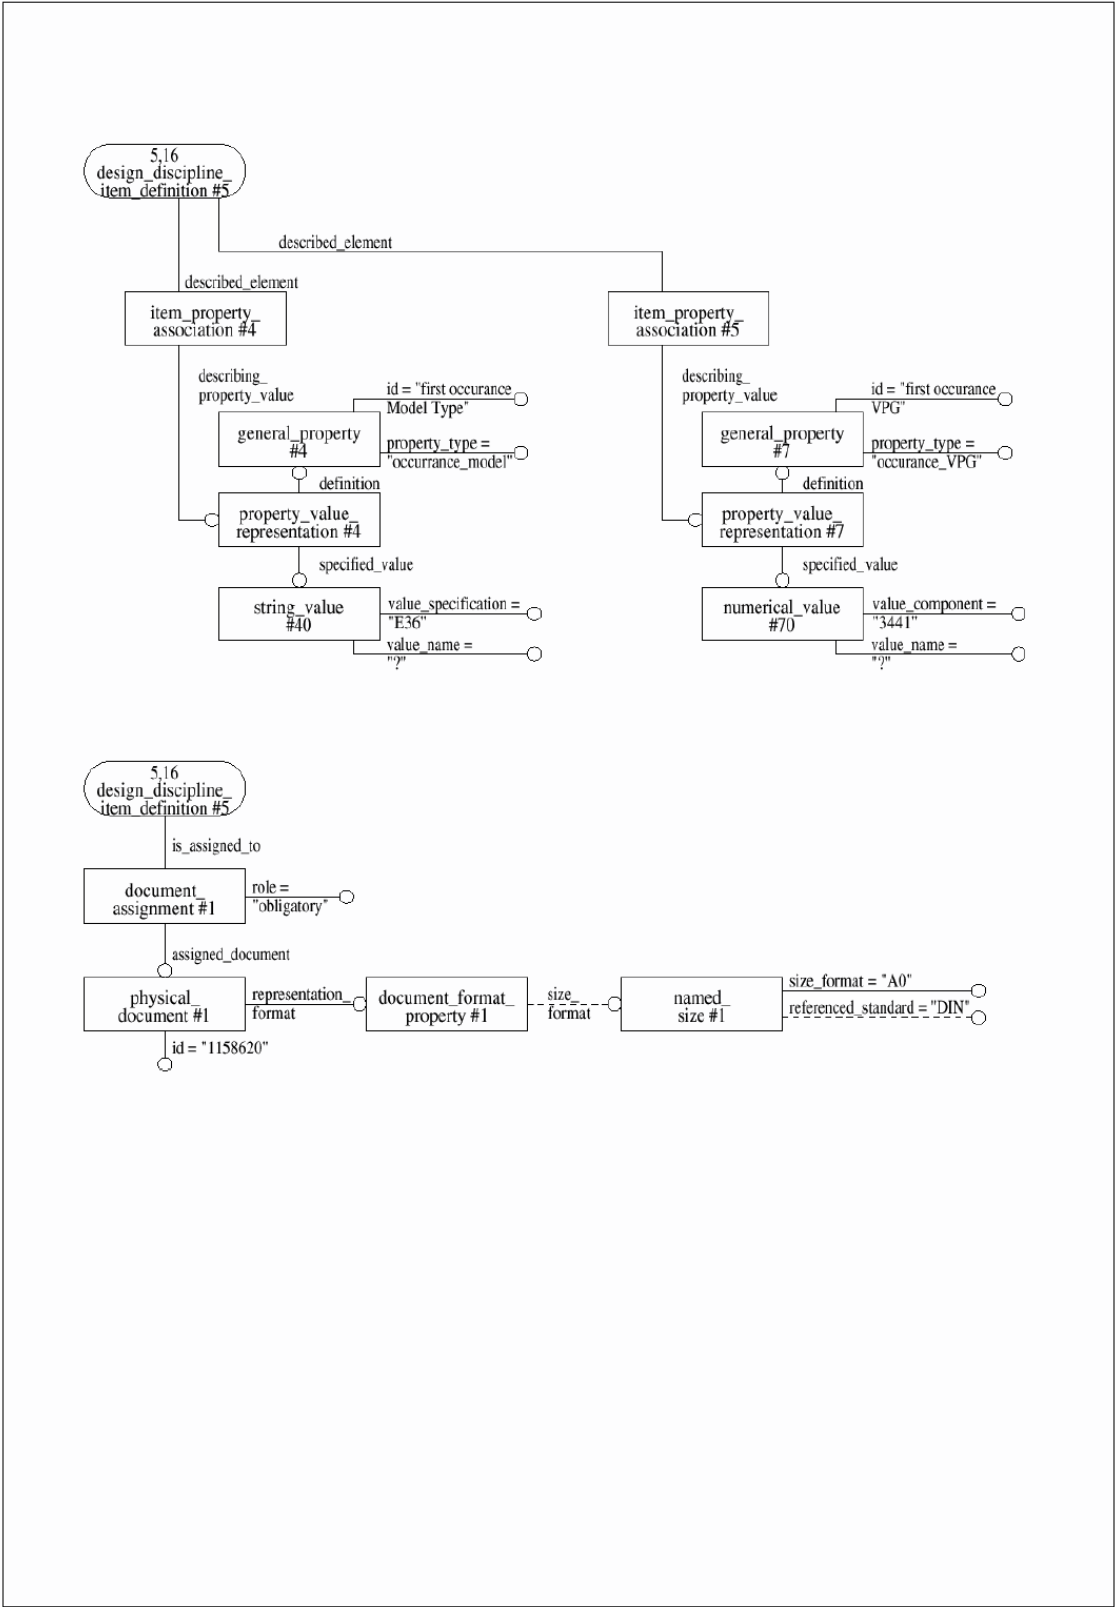 5,16
design_discipline_
item_definition #5
described_element
described_element
item_property_
association #4
item_property_
association #5
describing_
property_value
id = "first occurance
Model Type"
general_property
#4
property_type =
"occurrance_model"
definition
property_value_
representation #4
specified_value
string_value
#40
value_specification =
"E36"
value_name =
"?"
describing_
property_value
id = "first occurance
VPG"
general_property
#7
property_type =
"occurance_VPG"
definition
property_value_
representation #7
specified_value
numerical_value
#70
value_component =
"3441"
value_name =
"?"
5,16
design_discipline_
item_definition #5
is_assigned_to
document_
assignment #1
role =
"obligatory"
assigned_document
physical_
document #1
representation_
format
document_format_
property #1
size_
format
named_
size #1
size_format = "A0"
referenced_standard = "DIN"
id = "1158620"